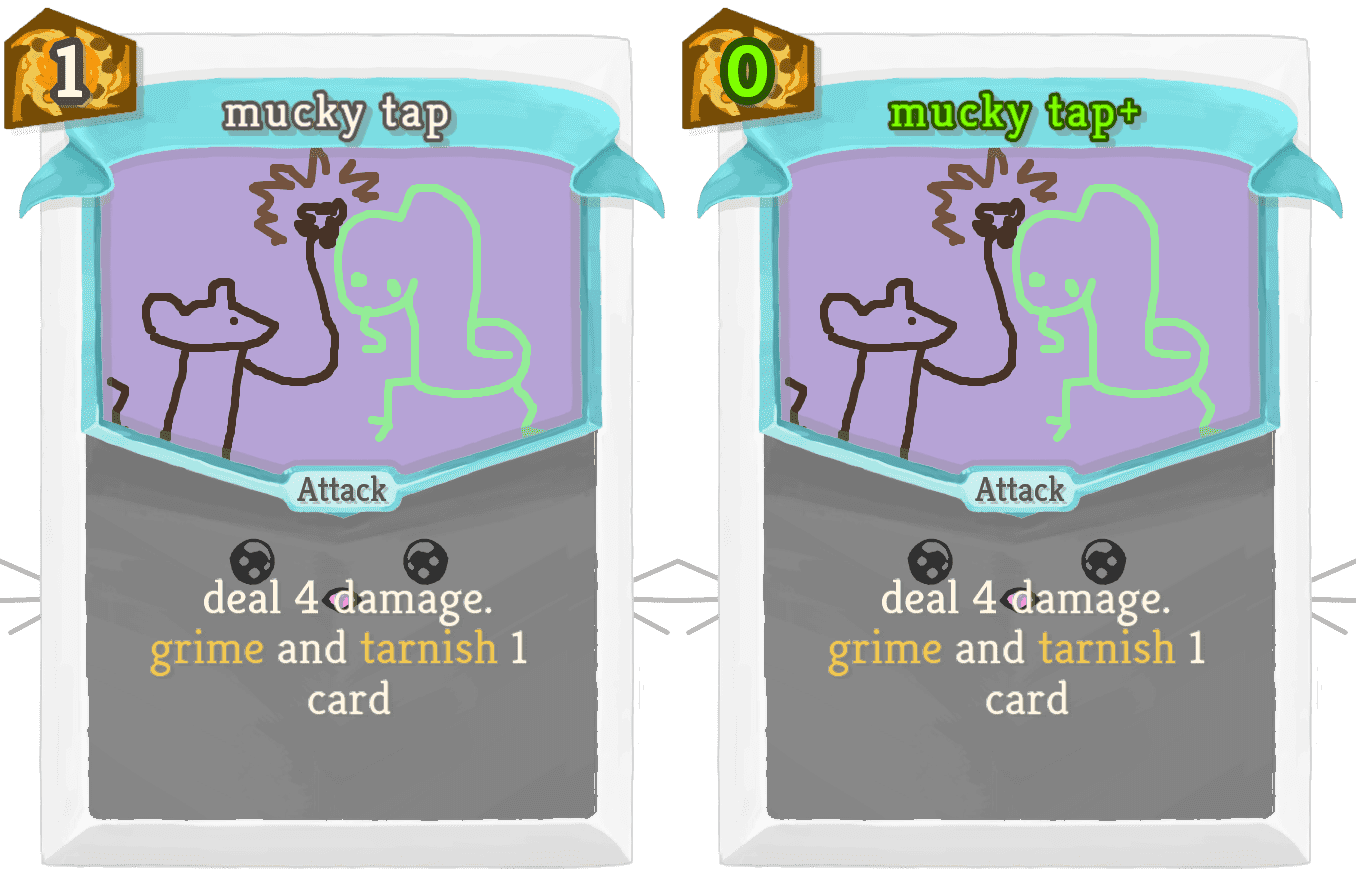 1
mucky tap
Attack
deal 4 damage.
grime and tarnish 1
card
0
mucky tap+
Attack
deal 4 damage.
grime and tarnish 1
card